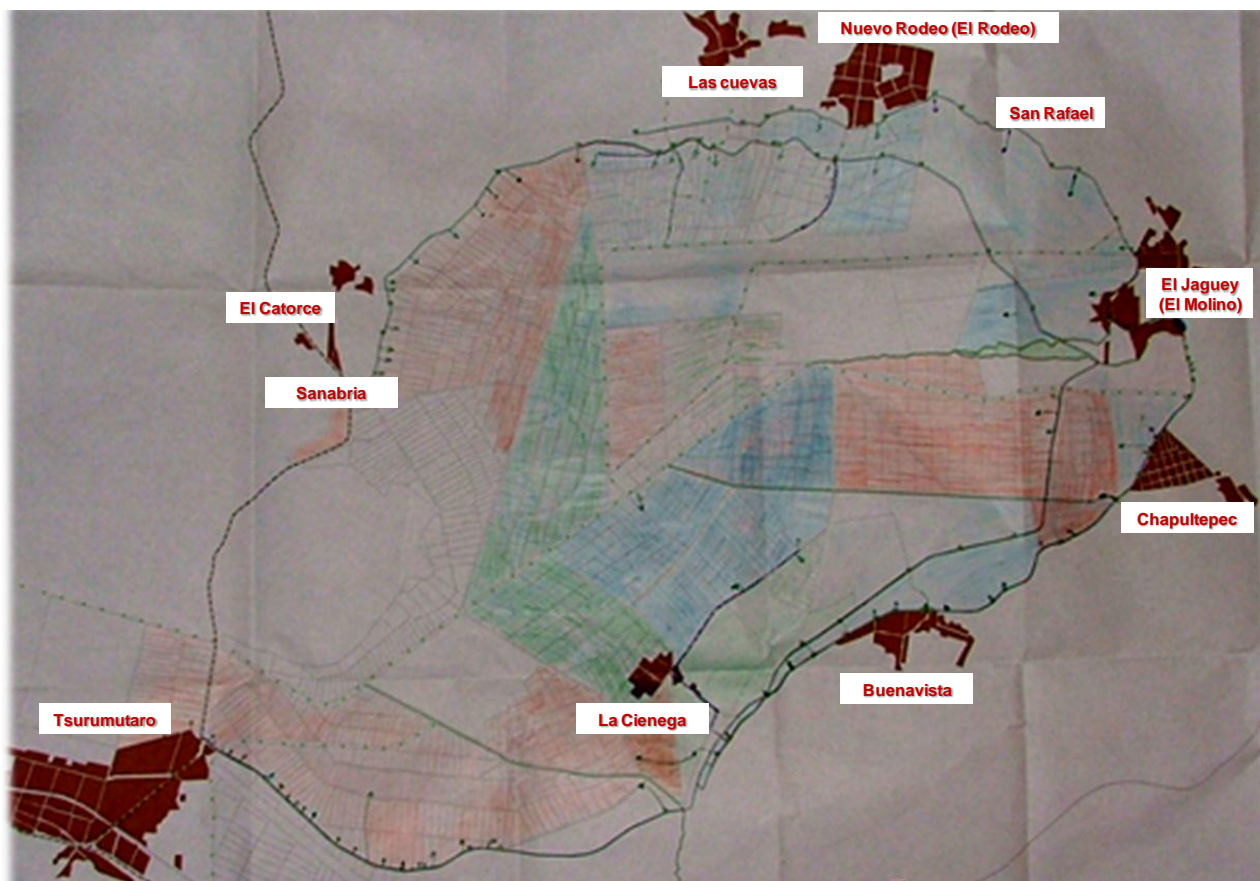 Nuevo Rodeo (El Rodeo)
Las cuevas
San Rafael
El Jaguey
(El Molino)
El Catorce
Sanabria
Chapultepec
Buenavista
Tsurumutaro
La Cienega